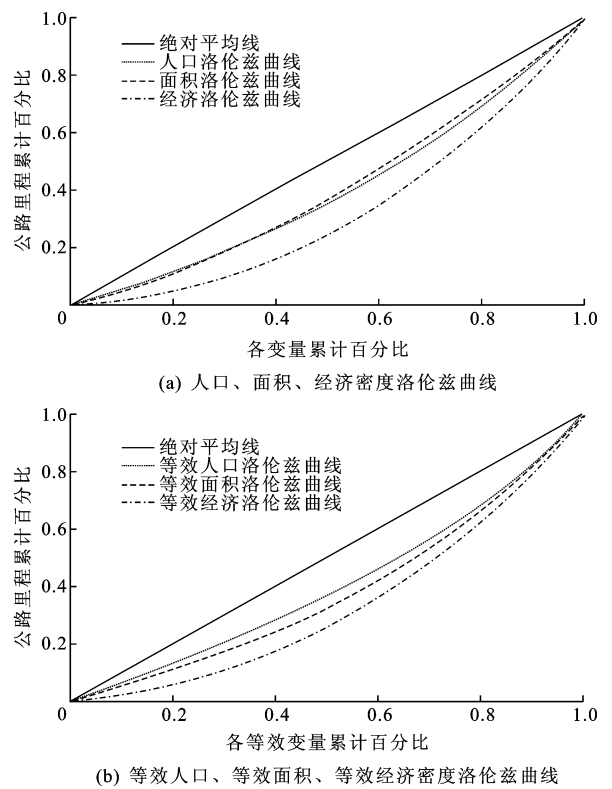 1.0
绝对平均线
人口洛伦兹曲线
0.8
面积洛伦兹曲线
经济洛伦兹曲线
0.6
0.4
0.2
公路里程累计百分比
0
0.2
0.4
0.6
0.8
1.0
各变量累计百分比
(a) 人口、面积、经济密度洛伦兹曲线
1.0
绝对平均线
等效人口洛伦兹曲线
0.8
等效面积洛伦兹曲线
等效经济洛伦兹曲线
0.6
0.4
0.2
公路里程累计百分比
0
0.2
0.4
0.6
0.8
1.0
各等效变量累计百分比
(b) 等效人口、等效面积、等效经济密度洛伦兹曲线